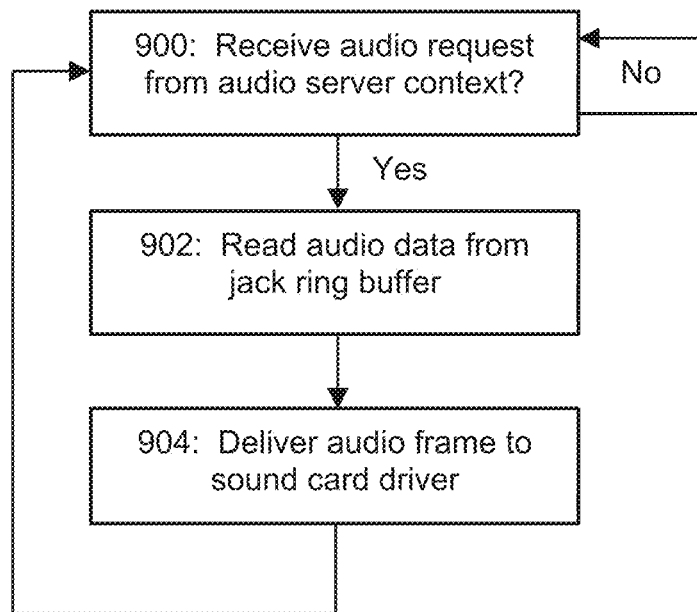 900: Receive audio request
from audio server context?
No
Yes
902: Read audio data from
jack ring buffer
904: Deliver audio frame to
sound card driver